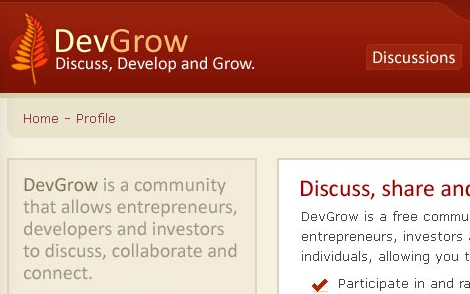 DevGrow
Discuss, Develop and Grow.
Discussions
Home - Profile
DevGrow is a community
that allows entrepreneurs,
developers and investors
to discuss, collaborate and
connect.
Discuss, share and
DevGrow is a free commu
entrepreneurs, investors a
individuals, allowing you t
Participate in and ra